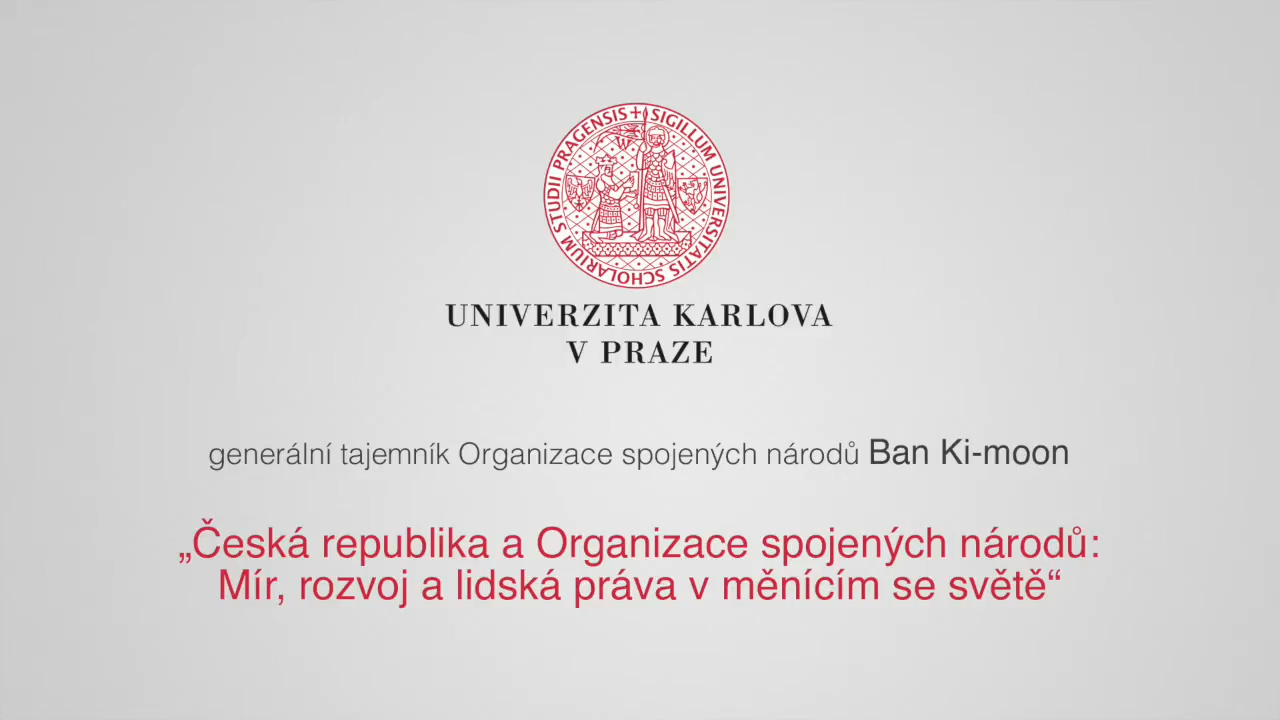 SIGILLUM UNIVERSITATIS SCHOLARIUM STUDII PRAGENSIS +
W
UNIVERZITA KARLOVA
V PRAZE
generální tajemník Organizace spojených národů Ban Ki-moon
„Česká republika a Organizace spojených národů:
Mír, rozvoj a lidská práva v měnícím se světě“